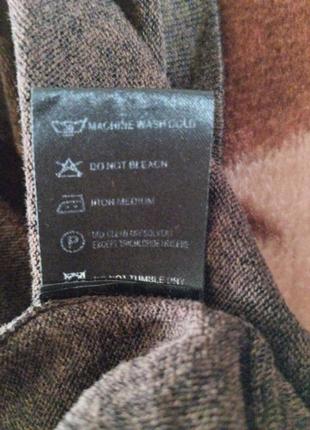 MACHINE WASH COLD
DO NOT BLEACH
IRON MEDIUM
P
DRY CLEAN ANY SOLVENT
EXCEPT TRICHLOROETHYLENE
DO NOT TUMBLE DRY